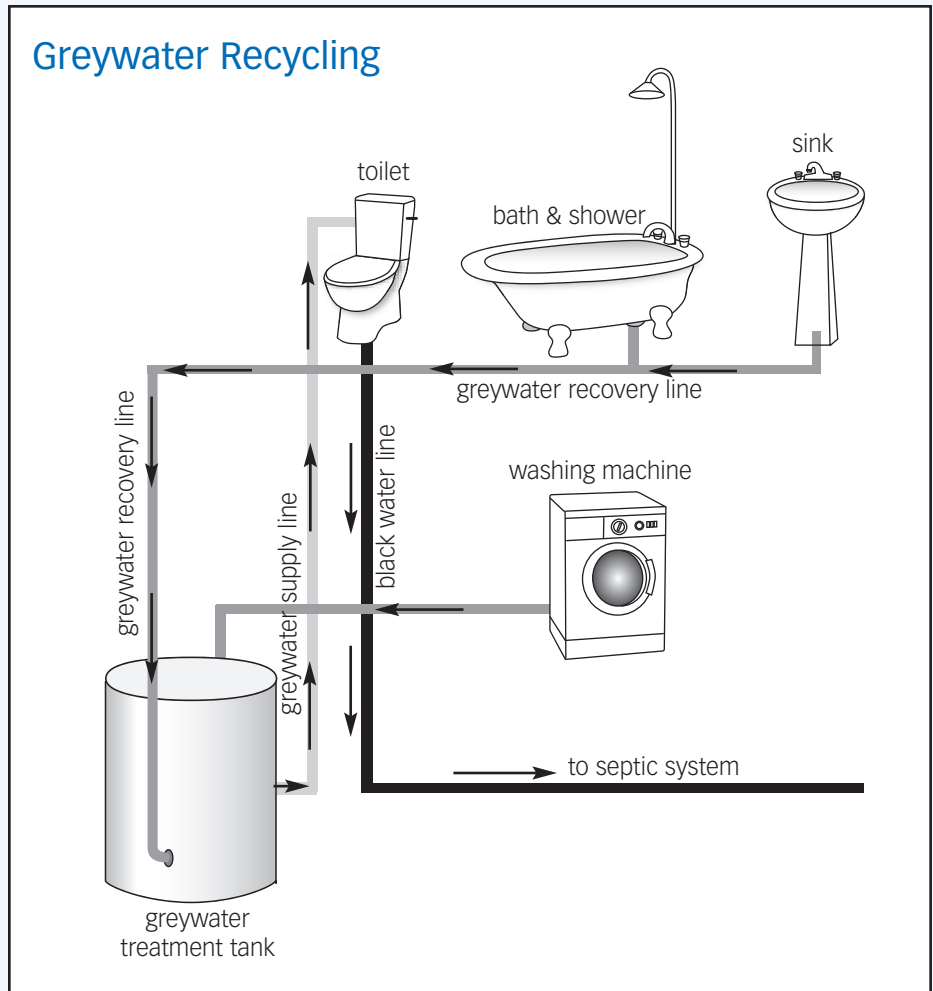 Greywater Recycling
sink
toilet
bath & shower
greywater recovery line
greywater recovery line
greywater supply line
black water line
washing machine
to septic system
greywater
treatment tank